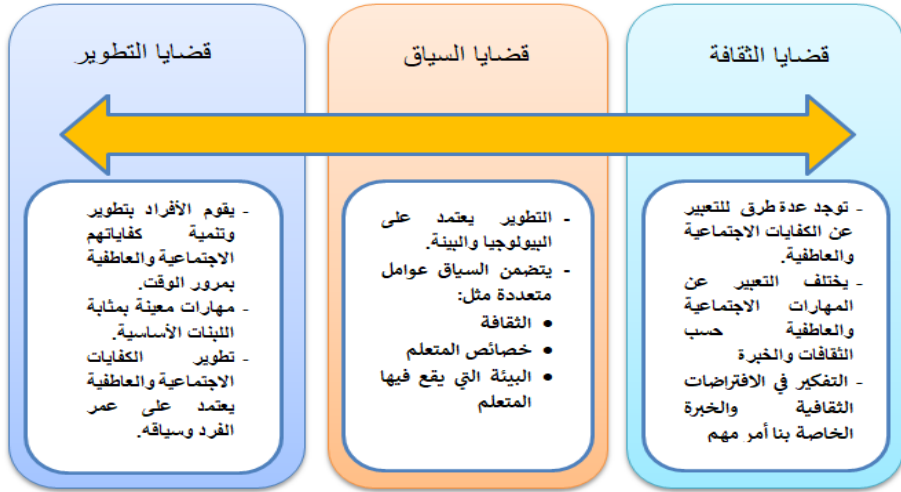 قضايا الثقافة
- توجد عدة طرق للتعبير
عن الكفايات الاجتماعية
والعاطفية.
- يختلف التعبير عن
المهارات الاجتماعية
والعاطفية حسب
الثقافات والخبرة
- التفكير في الافتراضات
الثقافية والخبرة
الخاصة بنا أمر مهم
قضايا السياق
- التطوير يعتمد على
البيولوجيا والبيئة.
- يتضمن السياق عوامل
متعددة مثل:
• الثقافة
• خصائص المتعلم
• البيئة التي يقع فيها
المتعلم
قضايا التطوير
- يقوم الأفراد بتطوير
وتنمية كفاياتهم
الاجتماعية والعاطفية
بمرور الوقت.
- مهارات معينة بمثابة
اللبنات الأساسية.
- تطوير الكفايات
الاجتماعية والعاطفية
يعتمد على عمر
الفرد وسياقه.